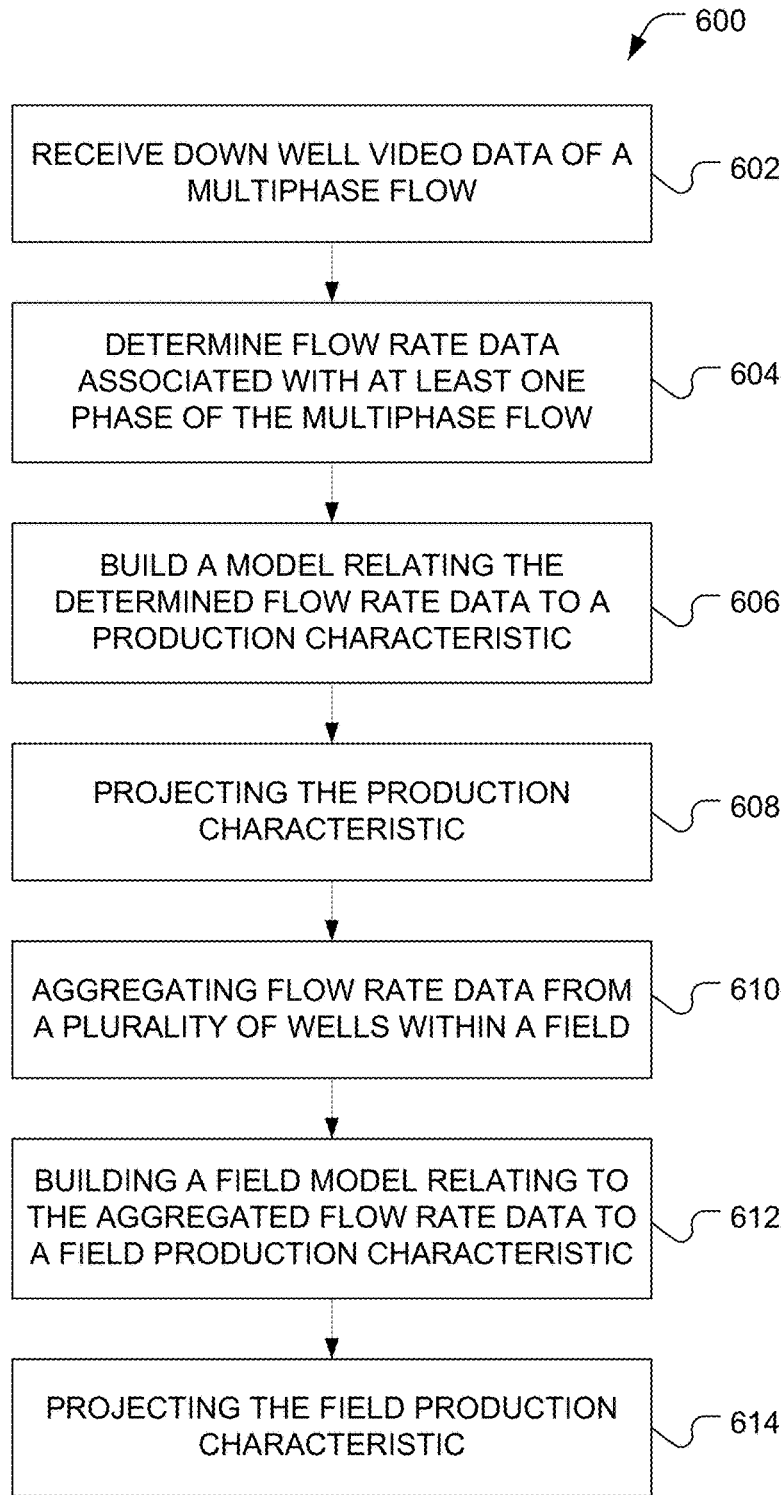 600
RECEIVE DOWN WELL VIDEO DATA OF A
MULTIPHASE FLOW
602
DETERMINE FLOW RATE DATA
ASSOCIATED WITH AT LEAST ONE
PHASE OF THE MULTIPHASE FLOW
604
BUILD A MODEL RELATING THE
DETERMINED FLOW RATE DATA TO A
PRODUCTION CHARACTERISTIC
606
PROJECTING THE PRODUCTION
CHARACTERISTIC
608
AGGREGATING FLOW RATE DATA FROM
A PLURALITY OF WELLS WITHIN A FIELD
610
BUILDING A FIELD MODEL RELATING TO
THE AGGREGATED FLOW RATE DATA TO
A FIELD PRODUCTION CHARACTERISTIC
612
PROJECTING THE FIELD PRODUCTION
CHARACTERISTIC
614